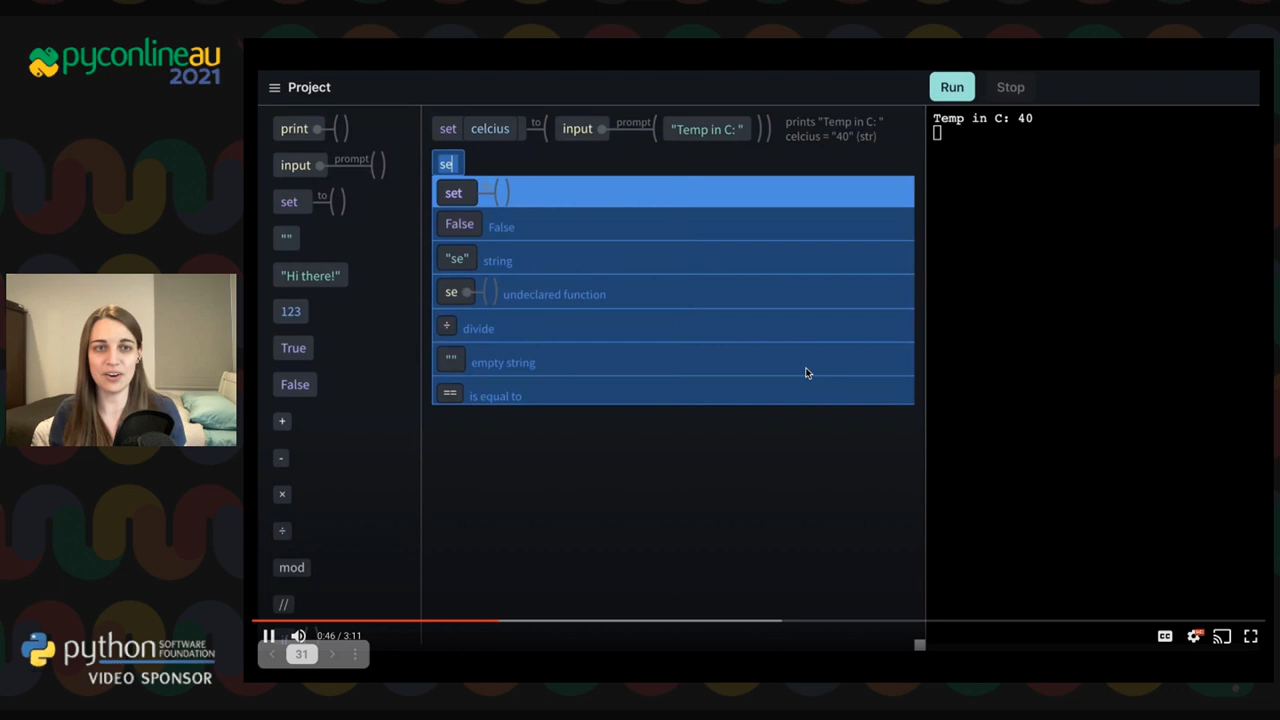 pyconlineau
2021
Project
Run
Stop
print ()
input prompt ()
set to ()
""
"Hi there!"
123
True
False
+
-
×
÷
mod
//
set celcius to ( input prompt ( "Temp in C: " ) )
prints "Temp in C: "
celcius = "40" (str)
se
set ()
False False
"se" string
se () undeclared function
÷ divide
"" empty string
== is equal to
Temp in C: 40
0:46 / 3:11
CC
< 31 >
python SOFTWARE FOUNDATION
VIDEO SPONSOR